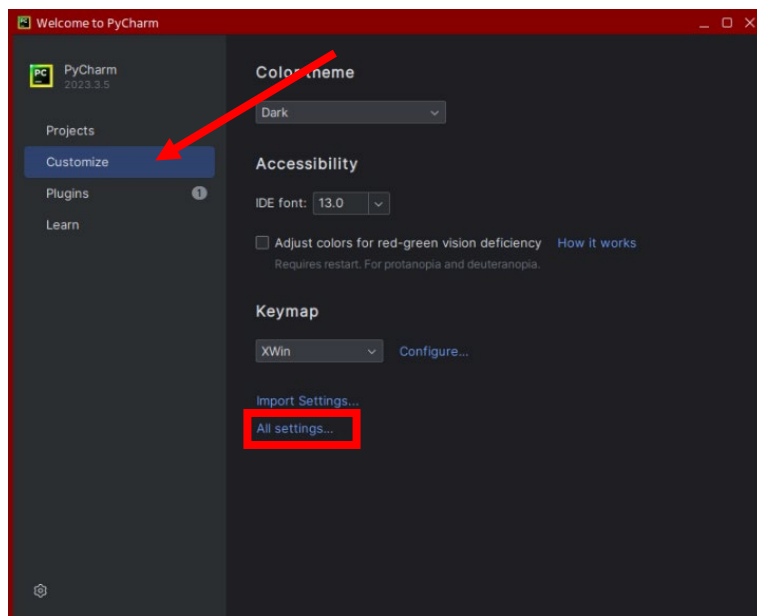 Welcome to PyCharm
PC
PyCharm
2023.3.5
Projects
Customize
Plugins
1
Learn
Color theme
Dark
Accessibility
IDE font: 13.0
Adjust colors for red-green vision deficiency How it works
Requires restart. For protanopia and deuteranopia.
Keymap
XWin Configure...
Import Settings...
All settings...